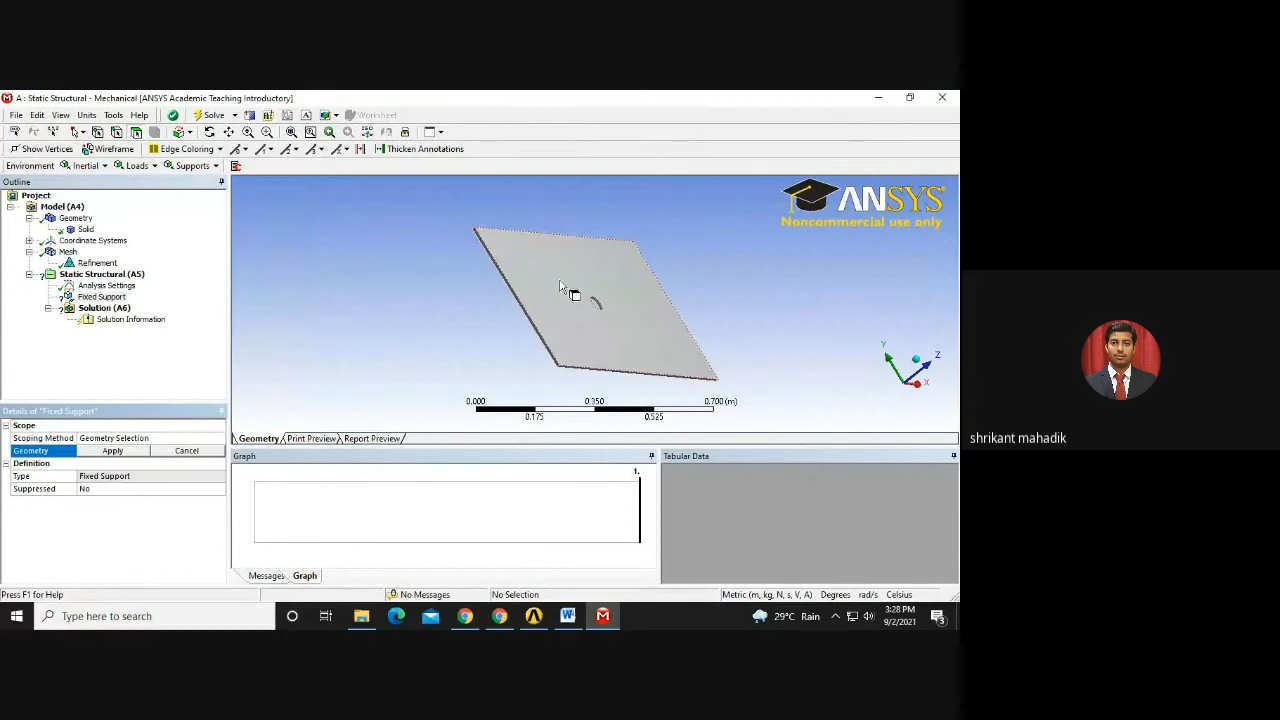 A : Static Structural - Mechanical [ANSYS Academic Teaching Introductory]
File Edit View Units Tools Help Solve Worksheet
Show Vertices Wireframe Edge Coloring Thicken Annotations
Environment Inertial Loads Supports
Outline
Project
Model (A4)
Geometry
Solid
Coordinate Systems
Mesh
Refinement
Static Structural (A5)
Analysis Settings
Fixed Support
Solution (A6)
Solution Information
ANSYS
Noncommercial use only
Y
Z
X
0.000 0.350 0.700 (m)
0.175 0.525
Geometry Print Preview Report Preview
Details of "Fixed Support"
Scope
Scoping Method Geometry Selection
Geometry Apply Cancel
Definition
Type Fixed Support
Suppressed No
Graph
1.
Messages Graph
Tabular Data
Press F1 for Help No Messages No Selection Metric (m, kg, N, s, V, A) Degrees rad/s Celsius
Type here to search
29°C Rain
3:28 PM
9/2/2021
3
shrikant mahadik